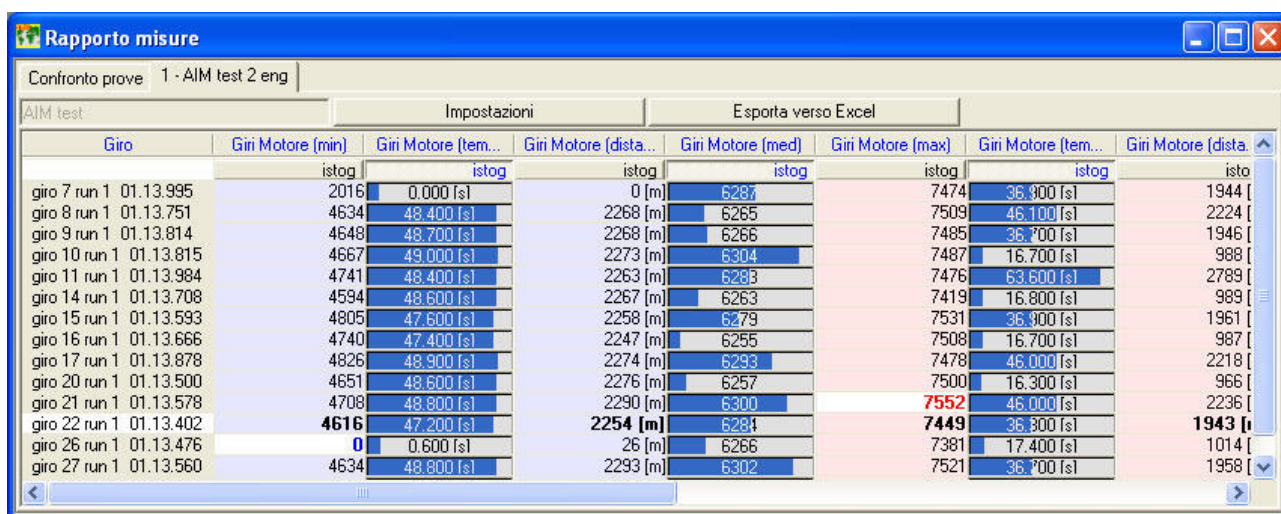 Rapporto misure
Confronto prove 1 - AIM test 2 eng
AIM test Impostazioni Esporta verso Excel
Giro Giri Motore (min) Giri Motore (tem... Giri Motore (dista... Giri Motore (med) Giri Motore (max) Giri Motore (tem... Giri Motore (dista.
istog istog istog istog istog istog isto
giro 7 run 1 01.13.995 2016 0.000 [s] 0 [m] 6287 7474 36.900 [s] 1944 [
giro 8 run 1 01.13.751 4634 48.400 [s] 2268 [m] 6265 7509 46.100 [s] 2224 [
giro 9 run 1 01.13.814 4648 48.700 [s] 2268 [m] 6266 7485 36.700 [s] 1946 [
giro 10 run 1 01.13.815 4667 49.000 [s] 2273 [m] 6304 7487 16.700 [s] 988 [
giro 11 run 1 01.13.984 4741 48.400 [s] 2263 [m] 6283 7476 63.600 [s] 2789 [
giro 14 run 1 01.13.708 4594 48.600 [s] 2267 [m] 6263 7419 16.800 [s] 989 [
giro 15 run 1 01.13.593 4805 47.600 [s] 2258 [m] 6279 7531 36.900 [s] 1961 [
giro 16 run 1 01.13.666 4740 47.400 [s] 2247 [m] 6255 7508 16.700 [s] 987 [
giro 17 run 1 01.13.878 4826 48.900 [s] 2274 [m] 6293 7478 46.000 [s] 2218 [
giro 20 run 1 01.13.500 4651 48.600 [s] 2276 [m] 6257 7500 16.300 [s] 966 [
giro 21 run 1 01.13.578 4708 48.800 [s] 2290 [m] 6300 7552 46.000 [s] 2236 [
giro 22 run 1 01.13.402 4616 47.200 [s] 2254 [m] 6284 7449 36.300 [s] 1943 [
giro 26 run 1 01.13.476 0 0.600 [s] 26 [m] 6266 7381 17.400 [s] 1014 [
giro 27 run 1 01.13.560 4634 48.800 [s] 2293 [m] 6302 7521 36.700 [s] 1958 [